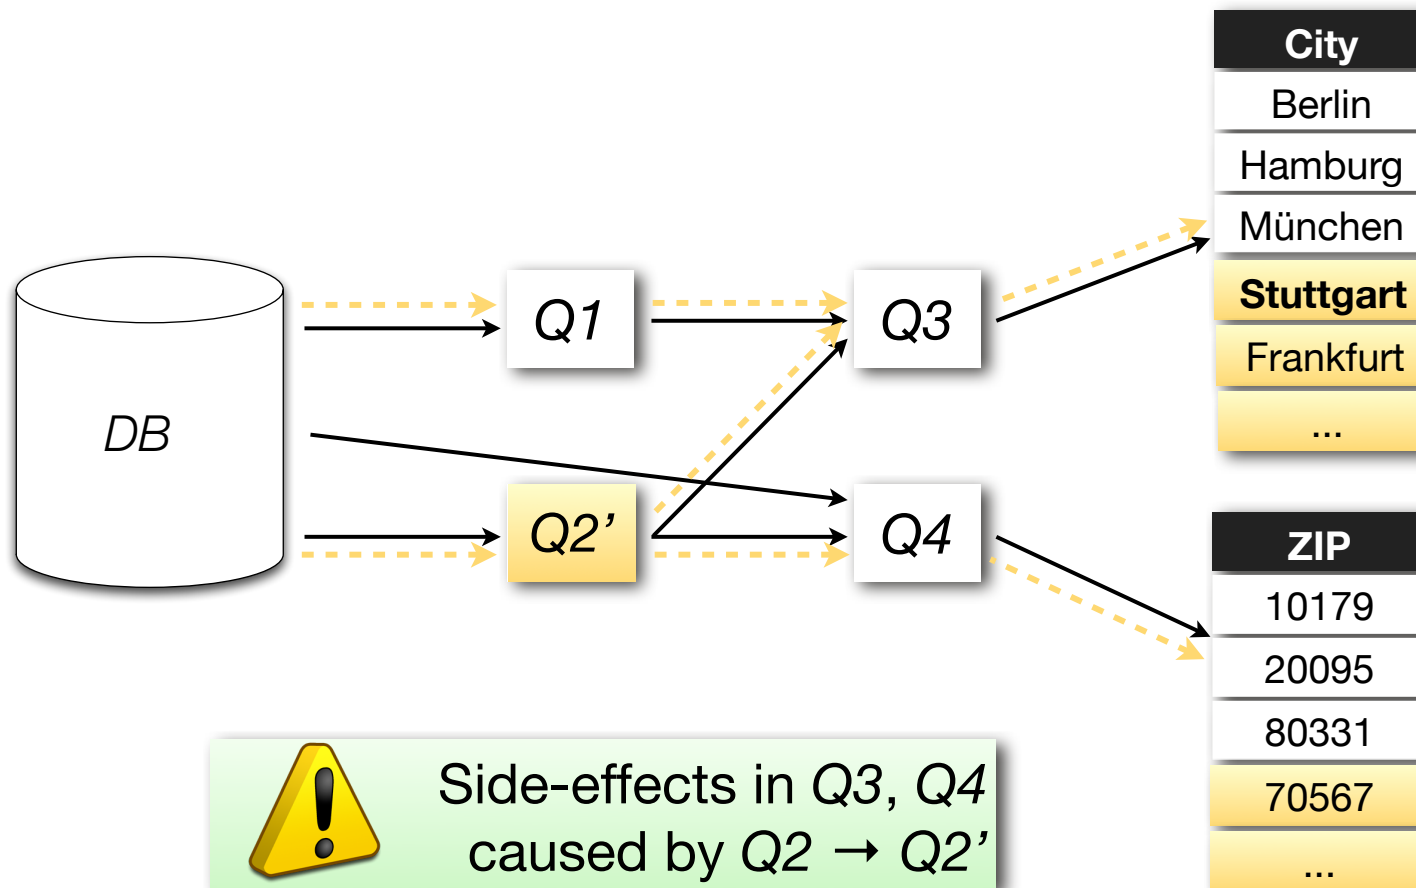 City
Berlin
Hamburg
München
Stuttgart
Frankfurt
...
DB
Q1
Q3
Q2’
Q4
ZIP
10179
20095
80331
70567
...
Side-effects in Q3, Q4
caused by Q2 → Q2’